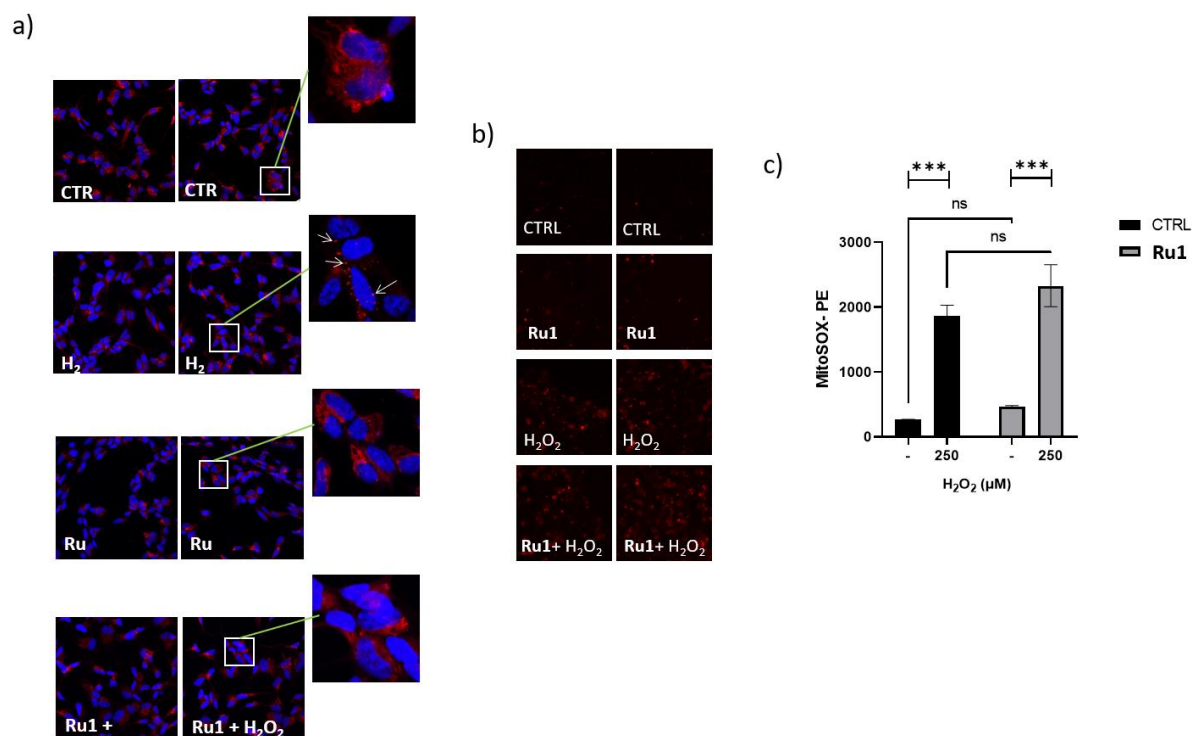 a)
CTR
CTR
H₂
H₂
Ru
Ru
Ru1 +
Ru1 + H₂O₂
b)
CTRL
CTRL
Ru1
Ru1
H₂O₂
H₂O₂
Ru1+ H₂O₂
Ru1+ H₂O₂
c)
***
***
ns
ns
CTRL
Ru1
3000
2000
1000
0
MitoSOX- PE
-
250
-
250
H₂O₂ (μM)